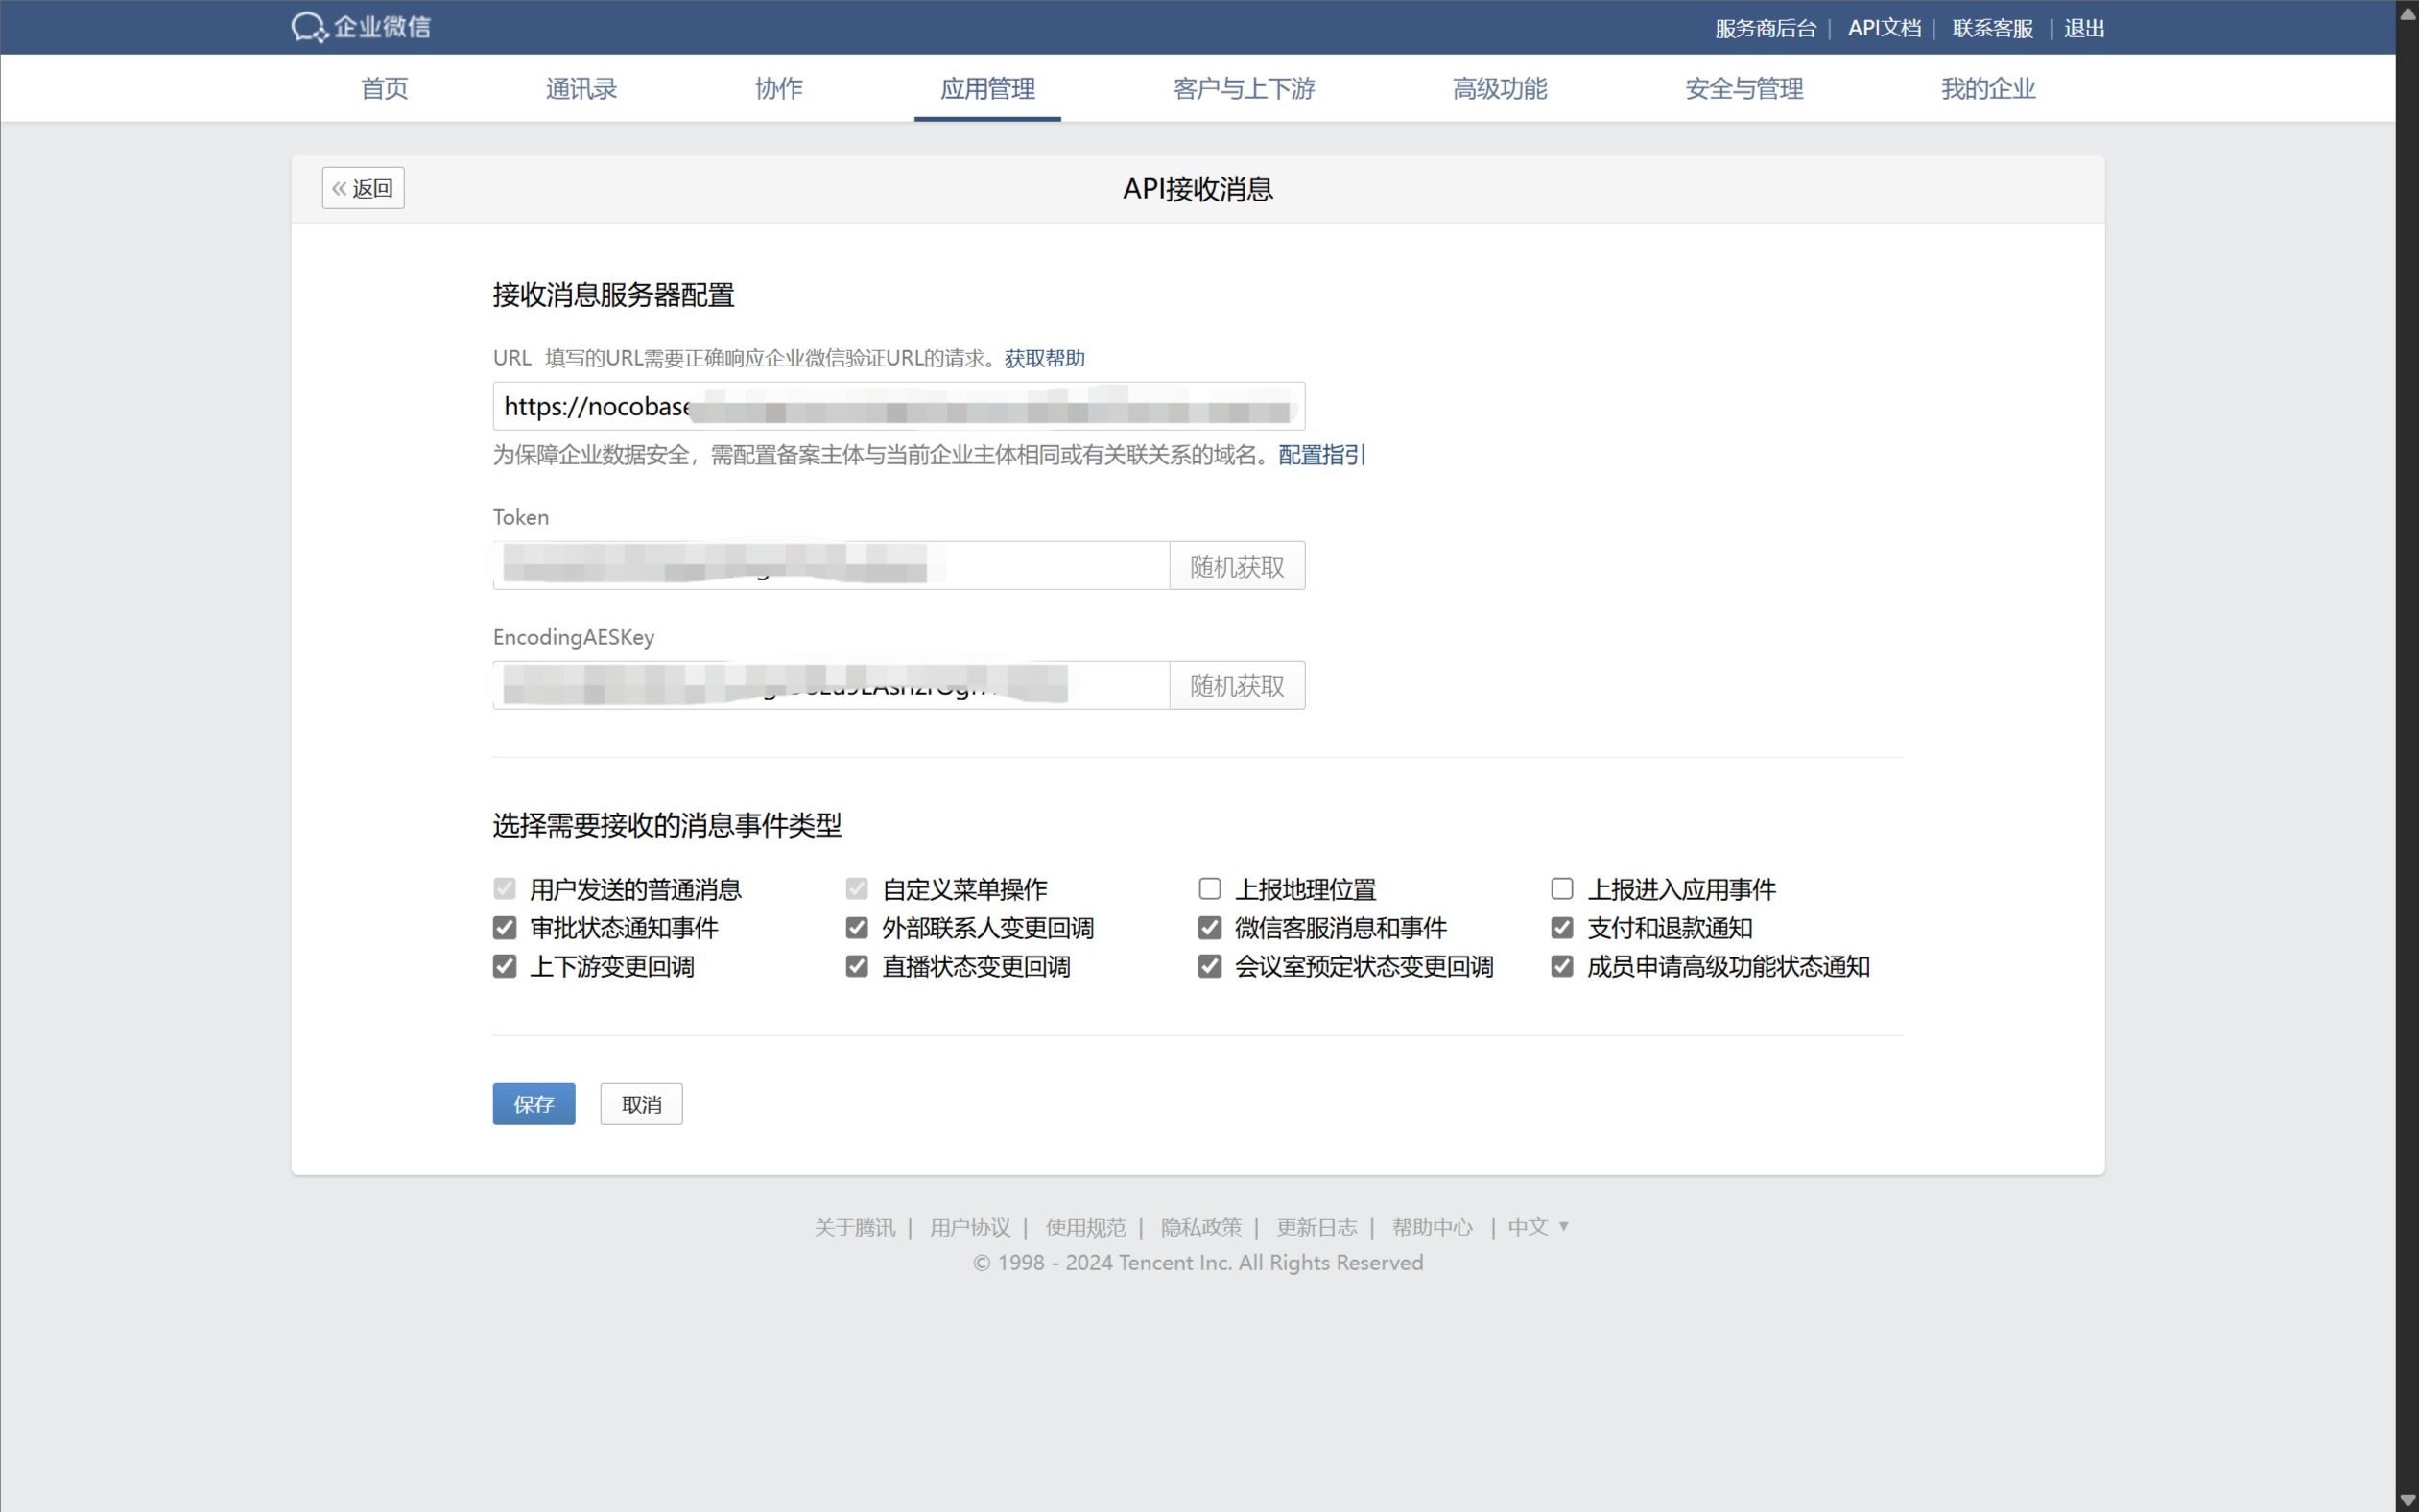 企业微信
服务商后台 | API文档 | 联系客服 | 退出
首页 通讯录 协作 应用管理 客户与上下游 高级功能 安全与管理 我的企业
« 返回
API接收消息
接收消息服务器配置
URL 填写的URL需要正确响应企业微信验证URL的请求。获取帮助
https://nocobase
为保障企业数据安全，需配置备案主体与当前企业主体相同或有关联关系的域名。配置指引
Token
随机获取
EncodingAESKey
随机获取
选择需要接收的消息事件类型
用户发送的普通消息 自定义菜单操作 上报地理位置 上报进入应用事件
审批状态通知事件 外部联系人变更回调 微信客服消息和事件 支付和退款通知
上下游变更回调 直播状态变更回调 会议室预定状态变更回调 成员申请高级功能状态通知
保存 取消
关于腾讯 | 用户协议 | 使用规范 | 隐私政策 | 更新日志 | 帮助中心 | 中文 ▼
© 1998 - 2024 Tencent Inc. All Rights Reserved